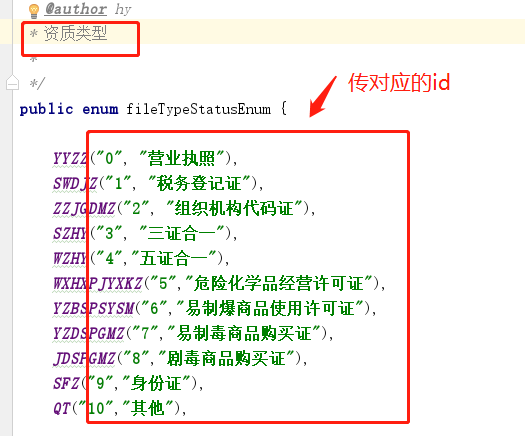 @author hy
* 资质类型
*
*/
传对应的id
public enum fileTypeStatusEnum {
YYZZ("0", "营业执照"),
SWDJZ("1", "税务登记证"),
ZZJGDMZ("2", "组织机构代码证"),
SZHY("3", "三证合一"),
WZHY("4","五证合一"),
WXHXPJYXKZ("5","危险化学品经营许可证"),
YZBSPSYSM("6","易制爆商品使用许可证"),
YZDSPGMZ("7","易制毒商品购买证"),
JDSPGMZ("8","剧毒商品购买证"),
SFZ("9","身份证"),
QT("10","其他"),